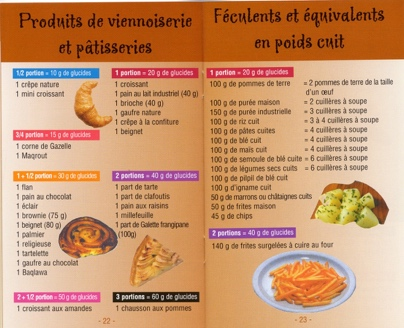 Produits de viennoiserie
et pâtisseries
1/2 portion = 10 g de glucides
1 crêpe nature
1 mini croissant
3/4 portion = 15 g de glucides
1 corne de Gazelle
1 Maqrout
1 + 1/2 portion = 30 g de glucides
1 flan
1 pain au chocolat
1 éclair
1 brownie (75 g)
1 beignet (80 g)
1 palmier
1 religieuse
1 tartelette
1 gaufre au chocolat
1 Baqlawa
2 + 1/2 portion = 50 g de glucides
1 croissant aux amandes
1 portion = 20 g de glucides
1 croissant
1 pain au lait industriel (40 g)
1 brioche (40 g)
1 gaufre nature
1 crêpe à la confiture
1 beignet
2 portions = 40 g de glucides
1 part de tarte
1 part de clafoutis
1 pain aux raisins
1 millefeuille
1 part de Galette frangipane
(100g)
3 portions = 60 g de glucides
1 chausson aux pommes
- 22 -
Féculents et équivalents
en poids cuit
1 portion = 20 g de glucides
100 g de pommes de terre = 2 pommes de terre de la taille
d'un œuf
100 g de purée maison = 2 cuillères à soupe
150 g de purée industrielle = 3 cuillères à soupe
100 g de riz cuit = 3 à 4 cuillères à soupe
100 g de pâtes cuites = 4 cuillères à soupe
100 g de blé cuit = 4 cuillères à soupe
100 g de maïs cuit = 4 cuillères à soupe
100 g de semoule de blé cuite = 6 cuillères à soupe
100 g de légumes secs cuits = 6 cuillères à soupe
100 g de pilpil de blé cuit
100 g d'igname cuit
50 g de marrons ou châtaignes cuits
50 g de frites maison
45 g de chips
2 portions = 40 g de glucides
140 g de frites surgelées à cuire au four
- 23 -